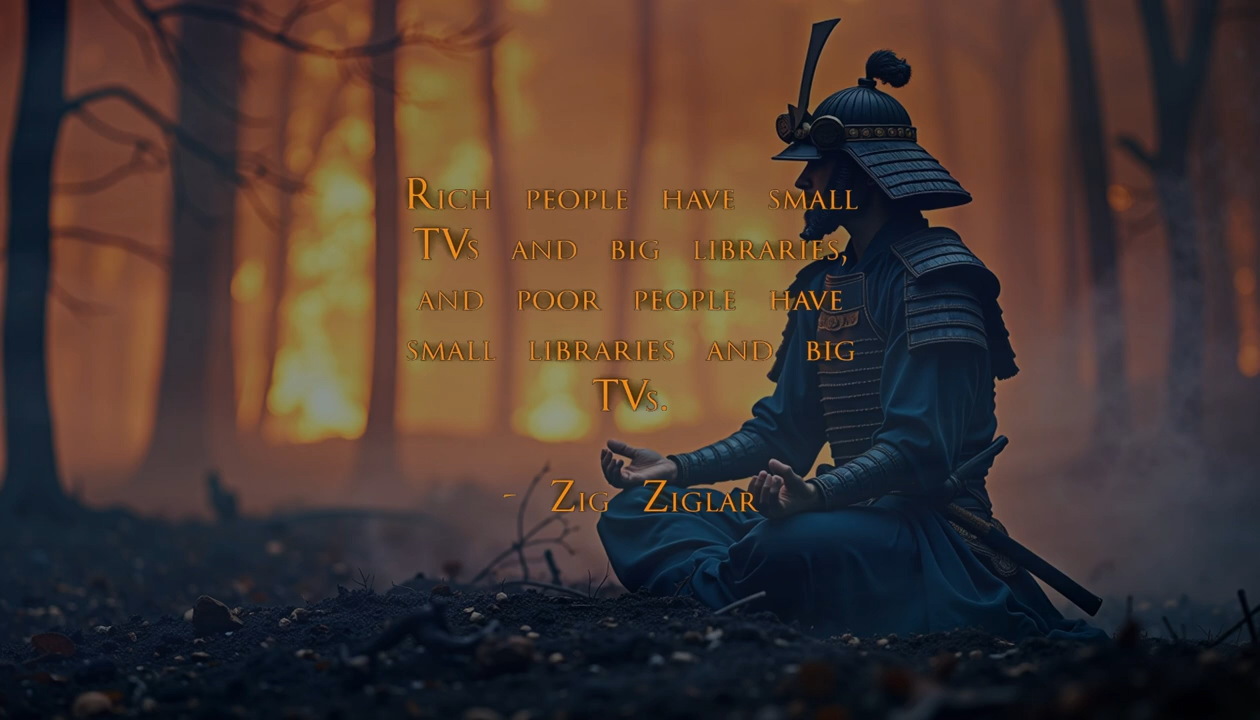 Rich people have small
TVs and big libraries,
and poor people have
small libraries and big
TVs.
- Zig Ziglar